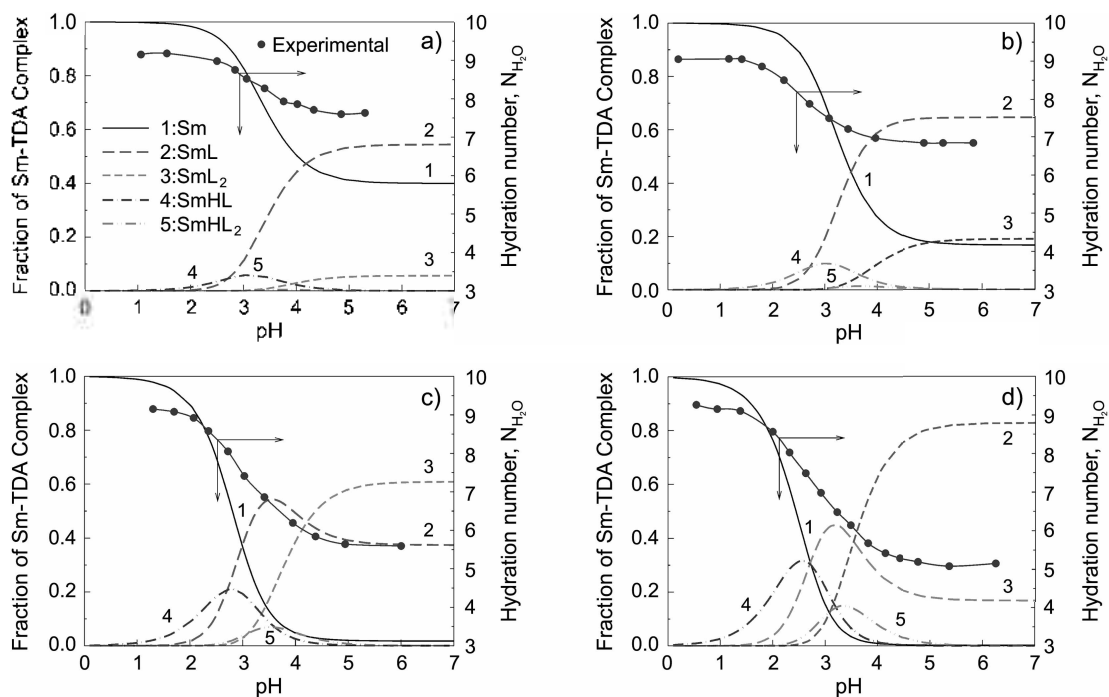 a)
Experimental
1:Sm
2:SmL
3:SmL2
4:SmHL
5:SmHL2
2
1
3
4
5
1.0
0.8
0.6
0.4
0.2
0.0
Fraction of Sm-TDA Complex
10
9
8
7
6
5
4
3
Hydration number, NH2O
0 1 2 3 4 5 6 7
pH
b)
2
1
3
4
5
1.0
0.8
0.6
0.4
0.2
0.0
Fraction of Sm-TDA Complex
10
9
8
7
6
5
4
3
Hydration number, NH2O
0 1 2 3 4 5 6 7
pH
c)
3
1
2
4
5
1.0
0.8
0.6
0.4
0.2
0.0
Fraction of Sm-TDA Complex
10
9
8
7
6
5
4
3
Hydration number, NH2O
0 1 2 3 4 5 6 7
pH
d)
2
1
3
4
5
1.0
0.8
0.6
0.4
0.2
0.0
Fraction of Sm-TDA Complex
10
9
8
7
6
5
4
3
Hydration number, NH2O
0 1 2 3 4 5 6 7
pH